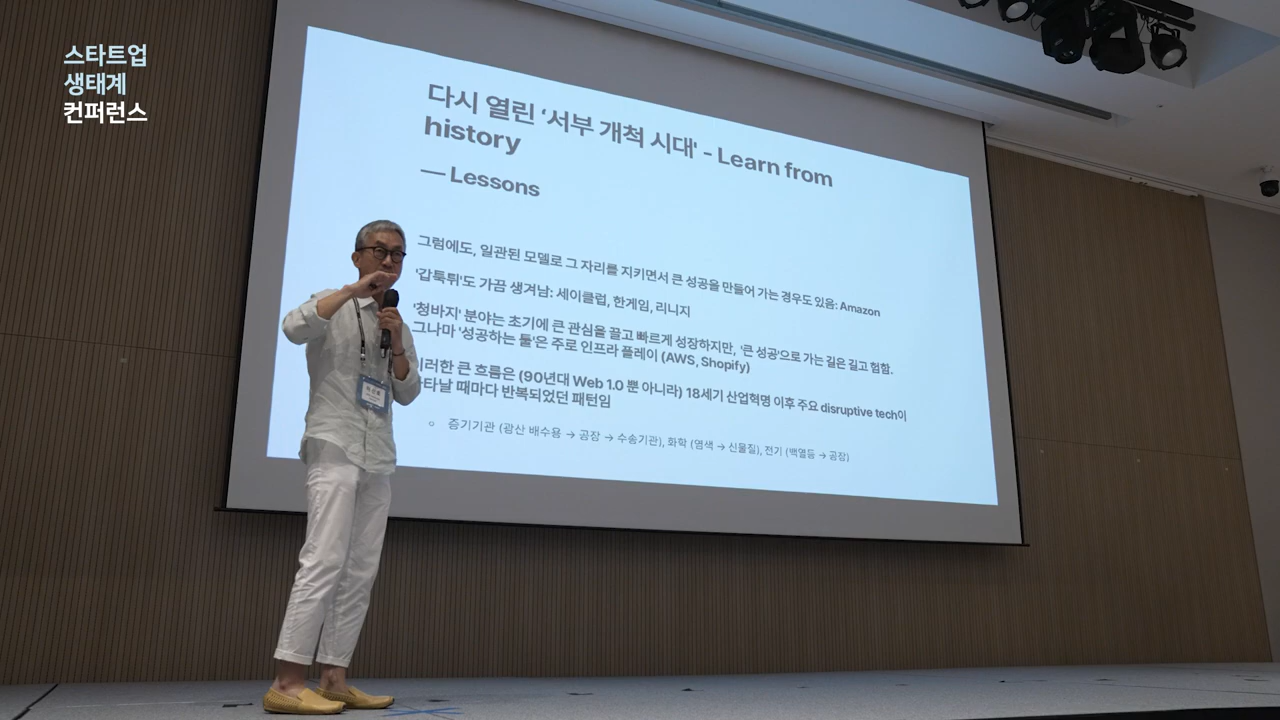 스타트업
생태계
컨퍼런스
다시 열린 ‘서부 개척 시대' - Learn from
history
— Lessons
그럼에도, 일관된 모델로 그 자리를 지키면서 큰 성공을 만들어 가는 경우도 있음: Amazon
'갑툭튀'도 가끔 생겨남: 세이클럽, 한게임, 리니지
'청바지' 분야는 초기에 큰 관심을 끌고 빠르게 성장하지만, '큰 성공'으로 가는 길은 길고 험함.
그나마 '성공하는 툴'은 주로 인프라 플레이 (AWS, Shopify)
이러한 큰 흐름은 (90년대 Web 1.0 뿐 아니라) 18세기 산업혁명 이후 주요 disruptive tech이
나타날 때마다 반복되었던 패턴임
○ 증기기관 (광산 배수용 → 공장 → 수송기관), 화학 (염색 → 신물질), 전기 (백열등 → 공장)